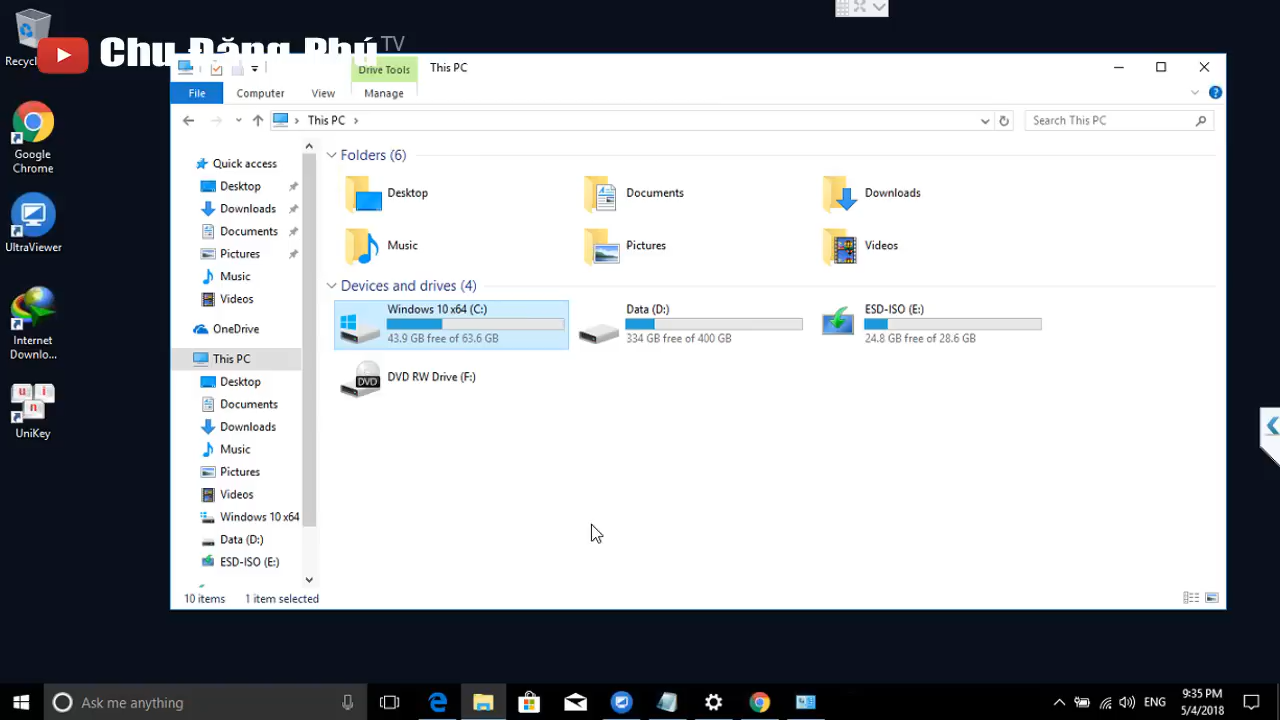 Chu Đăng Phú TV
Drive Tools
This PC
File
Computer
View
Manage
This PC
Search This PC
Quick access
Desktop
Downloads
Documents
Pictures
Music
Videos
OneDrive
This PC
Desktop
Documents
Downloads
Music
Pictures
Videos
Windows 10 x64
Data (D:)
ESD-ISO (E:)
Folders (6)
Desktop
Documents
Downloads
Music
Pictures
Videos
Devices and drives (4)
Windows 10 x64 (C:)
43.9 GB free of 63.6 GB
Data (D:)
334 GB free of 400 GB
ESD-ISO (E:)
24.8 GB free of 28.6 GB
DVD
DVD RW Drive (F:)
10 items
1 item selected
Google
Chrome
UltraViewer
Internet
Downlo...
u i
n
UniKey
Ask me anything
ENG
9:35 PM
5/4/2018